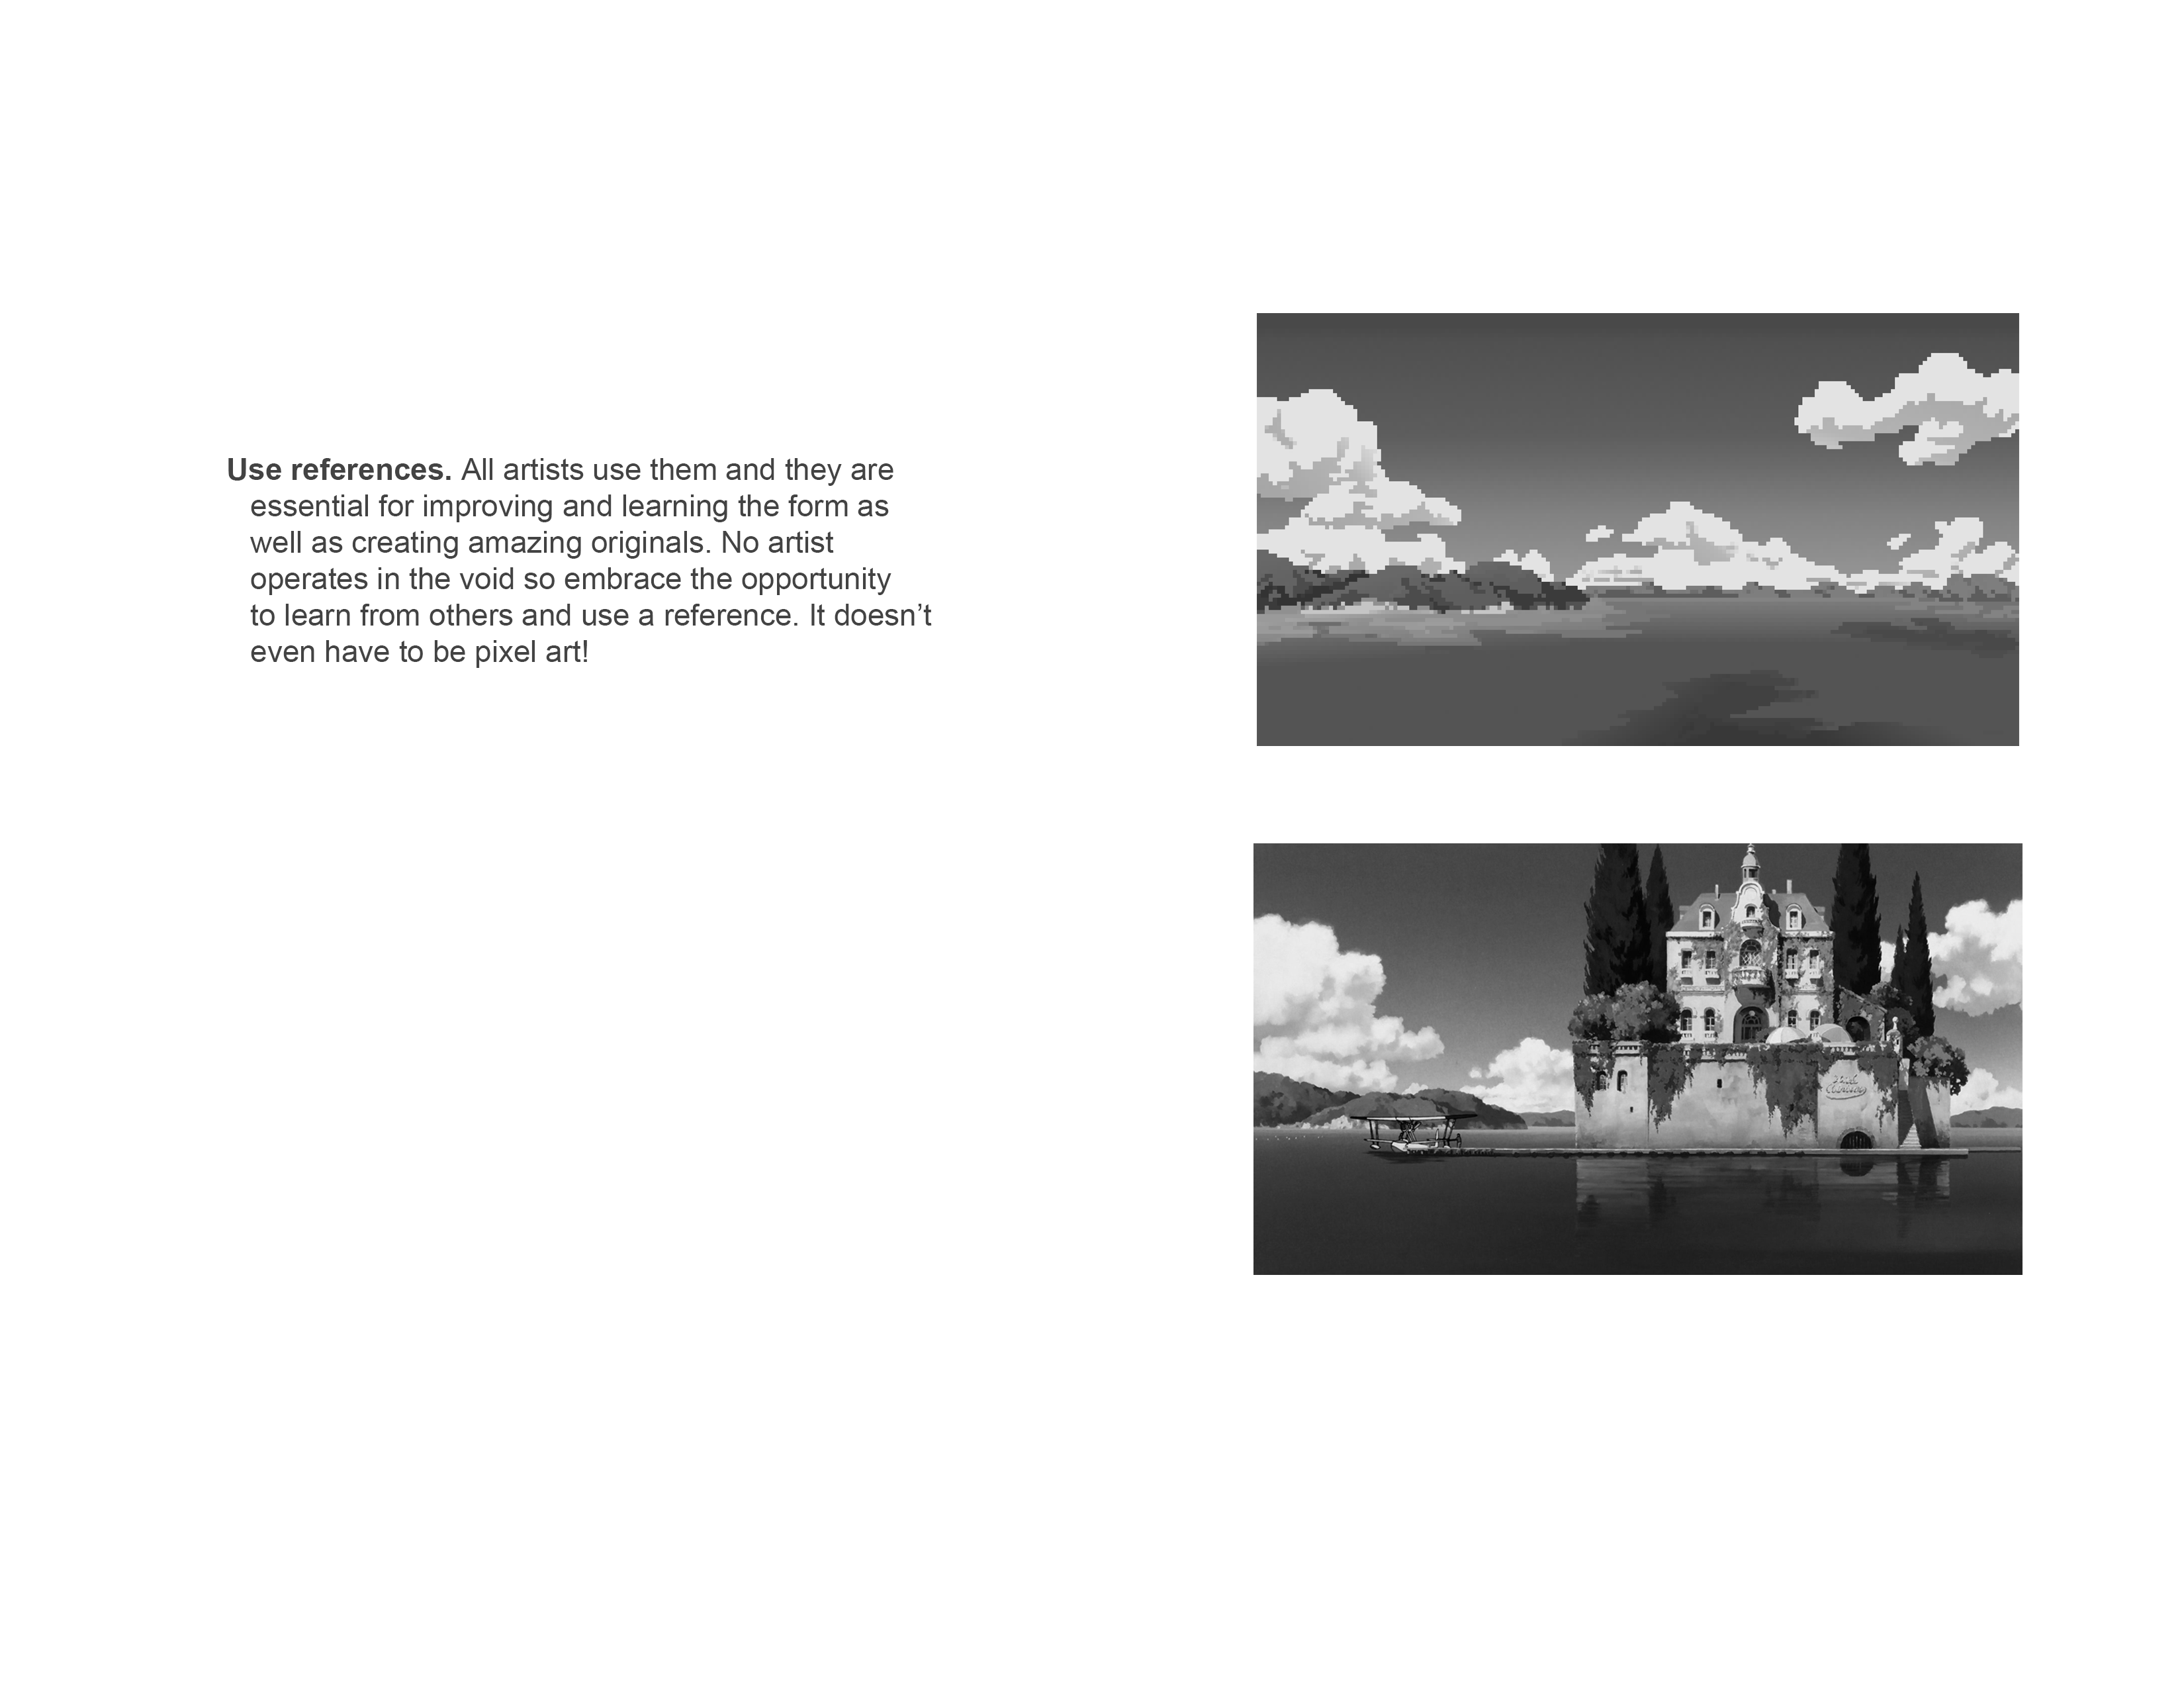 Use references. All artists use them and they are
essential for improving and learning the form as
well as creating amazing originals. No artist
operates in the void so embrace the opportunity
to learn from others and use a reference. It doesn’t
even have to be pixel art!